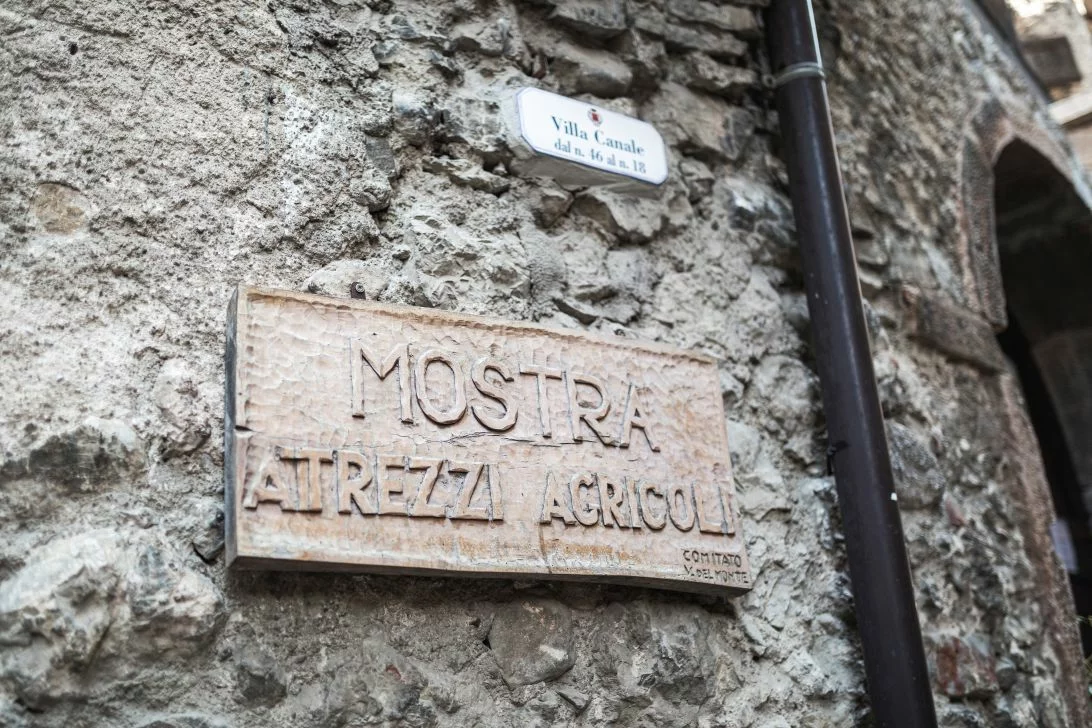 Villa Canale
dal n. 46 al n. 18
MOSTRA
ATTREZZI AGRICOLI
COMITATO
V. DEL MONTE